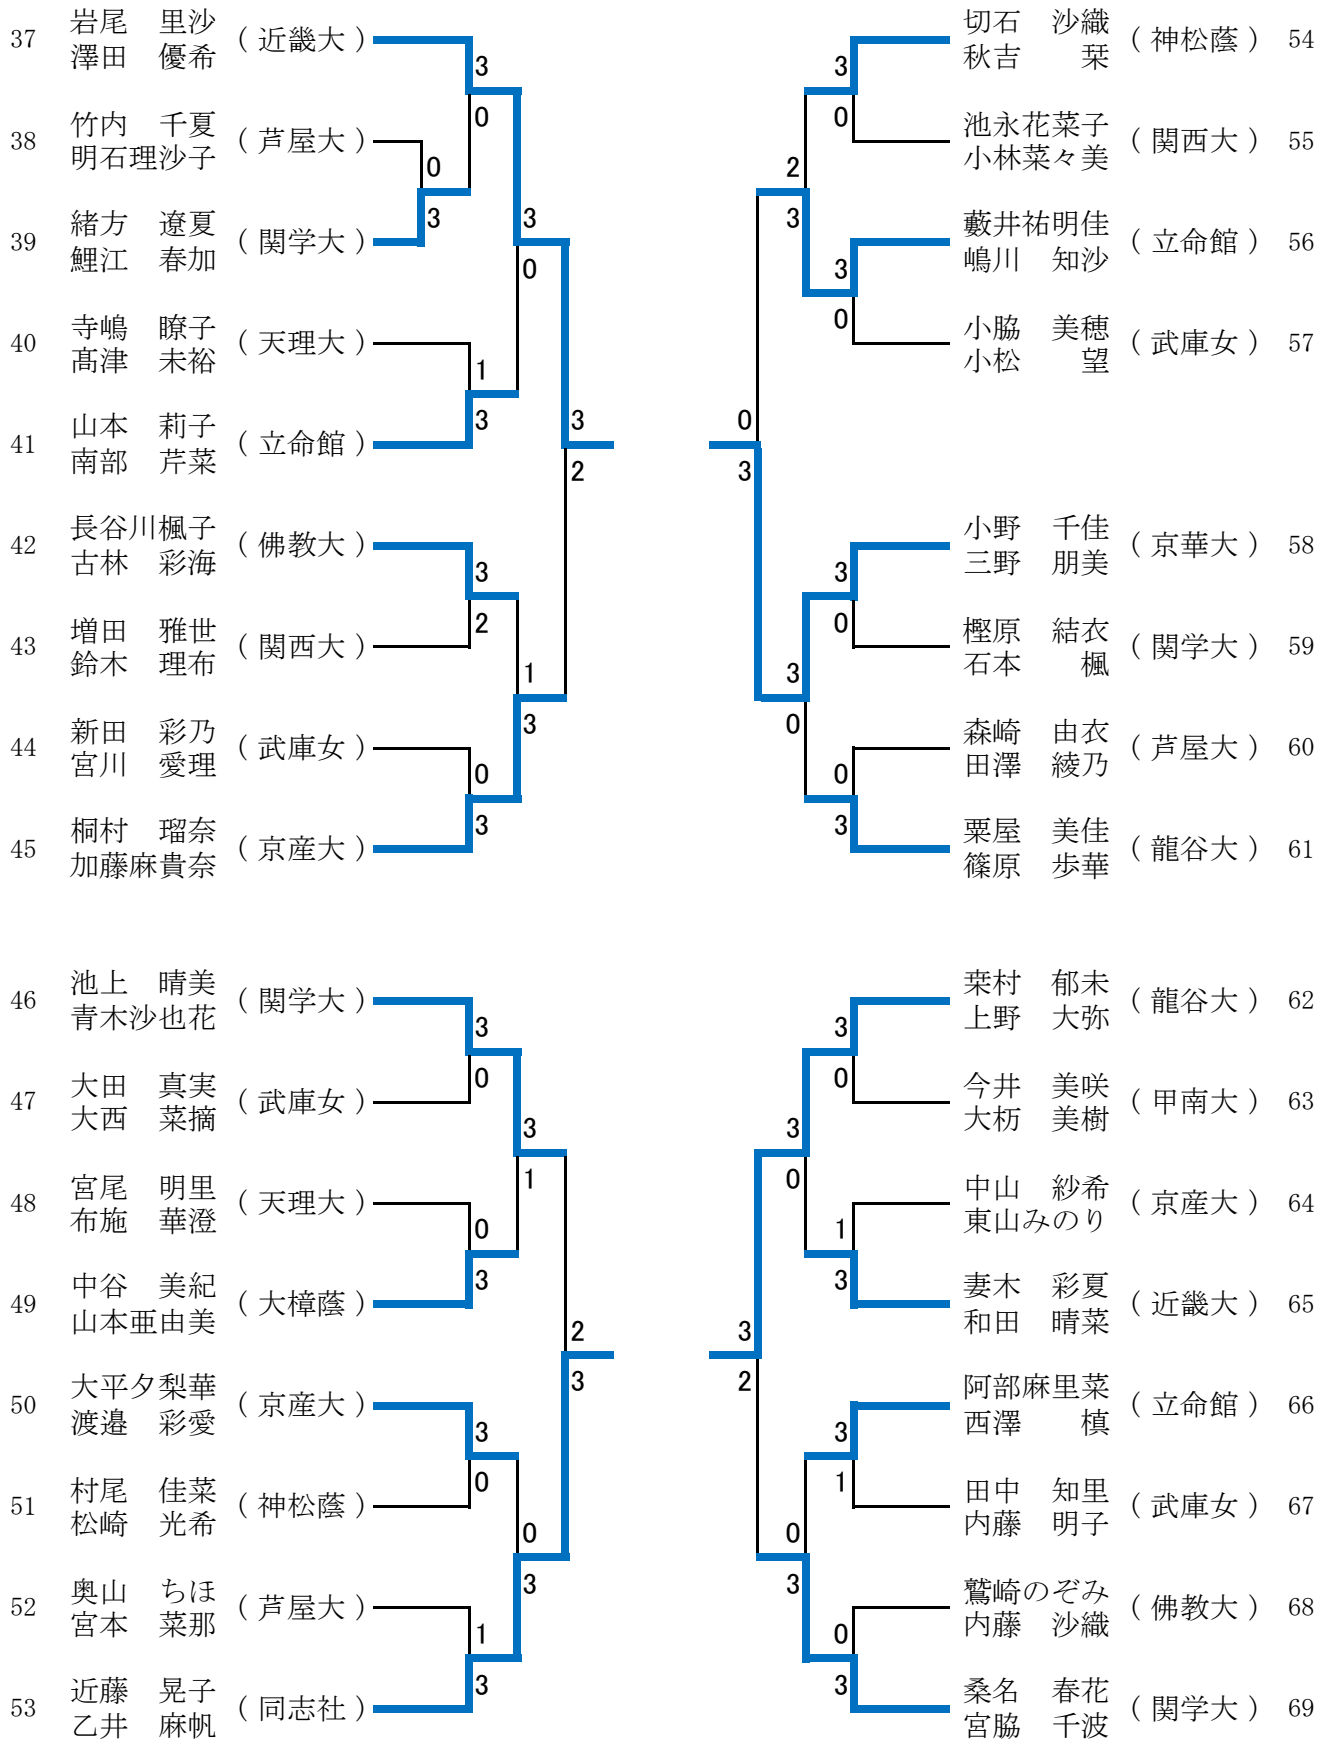 37 岩尾　里沙 (近畿大)
澤田　優希
3
0
38 竹内　千夏 (芦屋大)
明石理沙子
0
3
39 緒方　遼夏 (関学大)
鯉江　春加
3
0
40 寺嶋　瞭子 (天理大)
髙津　未裕
1
3
41 山本　莉子 (立命館)
南部　芹菜
3
2
42 長谷川楓子 (佛教大)
古林　彩海
3
2
43 増田　雅世 (関西大)
鈴木　理布
1
3
44 新田　彩乃 (武庫女)
宮川　愛理
0
3
45 桐村　瑠奈 (京産大)
加藤麻貴奈
46 池上　晴美 (関学大)
青木沙也花
3
0
47 大田　真実 (武庫女)
大西　菜摘
3
1
48 宮尾　明里 (天理大)
布施　華澄
0
3
49 中谷　美紀 (大樟蔭)
山本亜由美
2
3
50 大平夕梨華 (京産大)
渡邉　彩愛
3
0
51 村尾　佳菜 (神松蔭)
松崎　光希
0
3
52 奥山　ちほ (芦屋大)
宮本　菜那
1
3
53 近藤　晃子 (同志社)
乙井　麻帆
切石　沙織 (神松蔭) 54
秋吉　　栞
3
0
池永花菜子 (関西大) 55
小林菜々美
2
3
藪井祐明佳 (立命館) 56
嶋川　知沙
3
0
小脇　美穂 (武庫女) 57
小松　　望
0
3
小野　千佳 (京華大) 58
三野　朋美
3
0
樫原　結衣 (関学大) 59
石本　　楓
3
0
森崎　由衣 (芦屋大) 60
田澤　綾乃
0
3
粟屋　美佳 (龍谷大) 61
篠原　歩華
桒村　郁未 (龍谷大) 62
上野　大弥
3
0
今井　美咲 (甲南大) 63
大枥　美樹
3
0
中山　紗希 (京産大) 64
東山みのり
1
3
妻木　彩夏 (近畿大) 65
和田　晴菜
3
2
阿部麻里菜 (立命館) 66
西澤　　槙
3
1
田中　知里 (武庫女) 67
内藤　明子
0
3
鷲崎のぞみ (佛教大) 68
内藤　沙織
0
3
桑名　春花 (関学大) 69
宮脇　千波